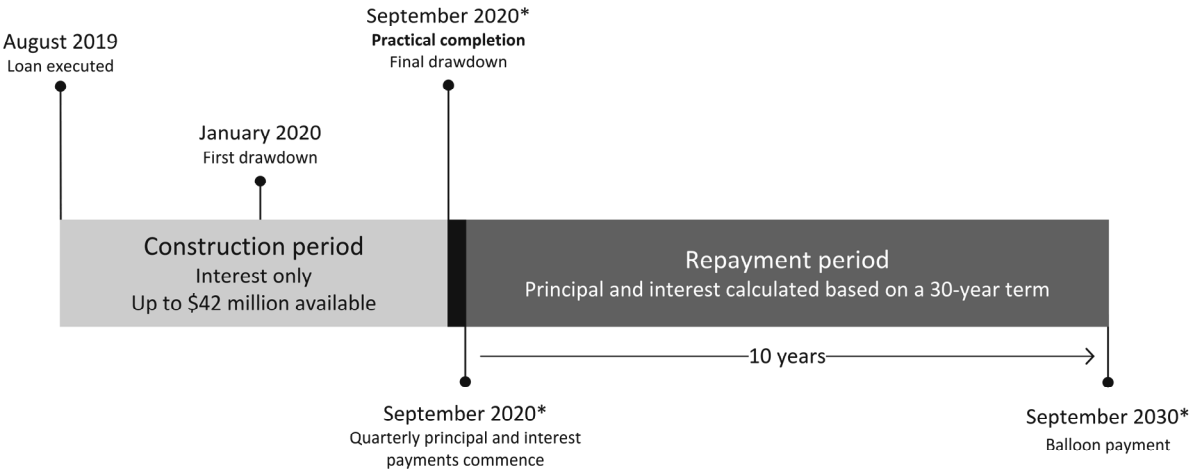 August 2019
Loan executed
September 2020*
Practical completion
Final drawdown
January 2020
First drawdown
Construction period
Interest only
Up to $42 million available
Repayment period
Principal and interest calculated based on a 30-year term
10 years
September 2020*
Quarterly principal and interest
payments commence
September 2030*
Balloon payment